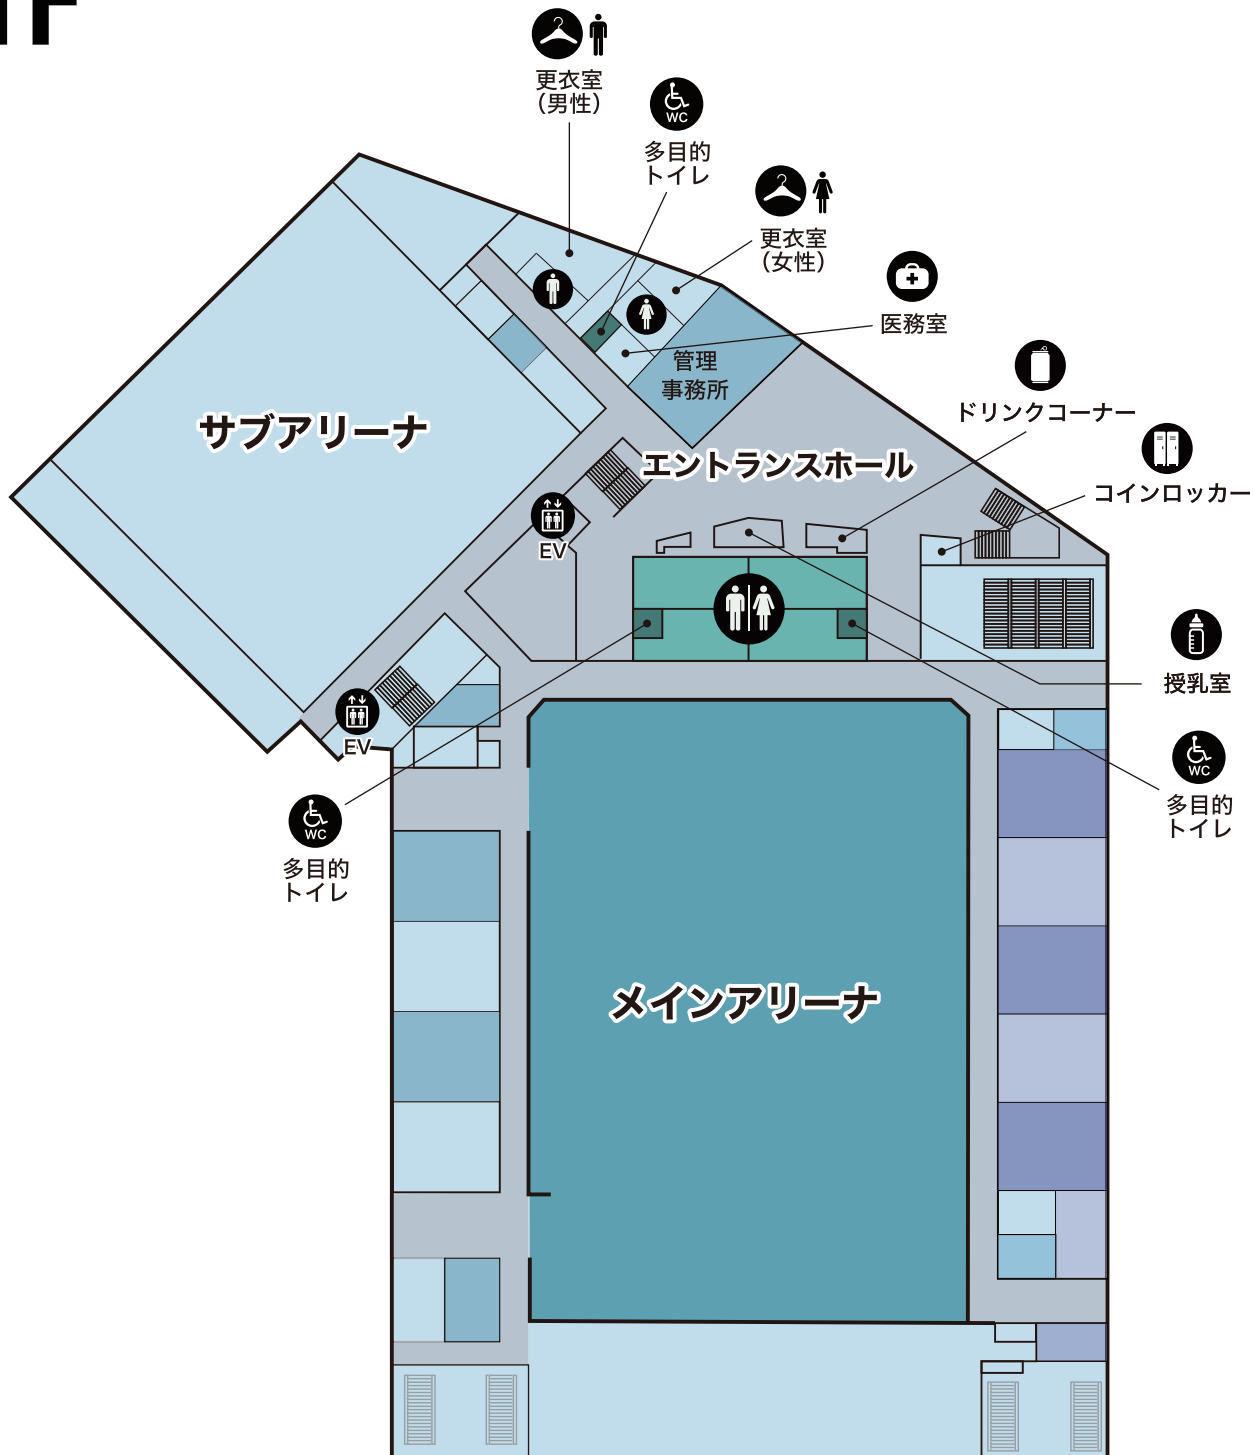 1F
更衣室
（男性）
WC
多目的
トイレ
更衣室
（女性）
医務室
管理
事務所
ドリンクコーナー
サブアリーナ
エントランスホール
コインロッカー
EV
授乳室
EV
WC
多目的
トイレ
WC
多目的
トイレ
メインアリーナ